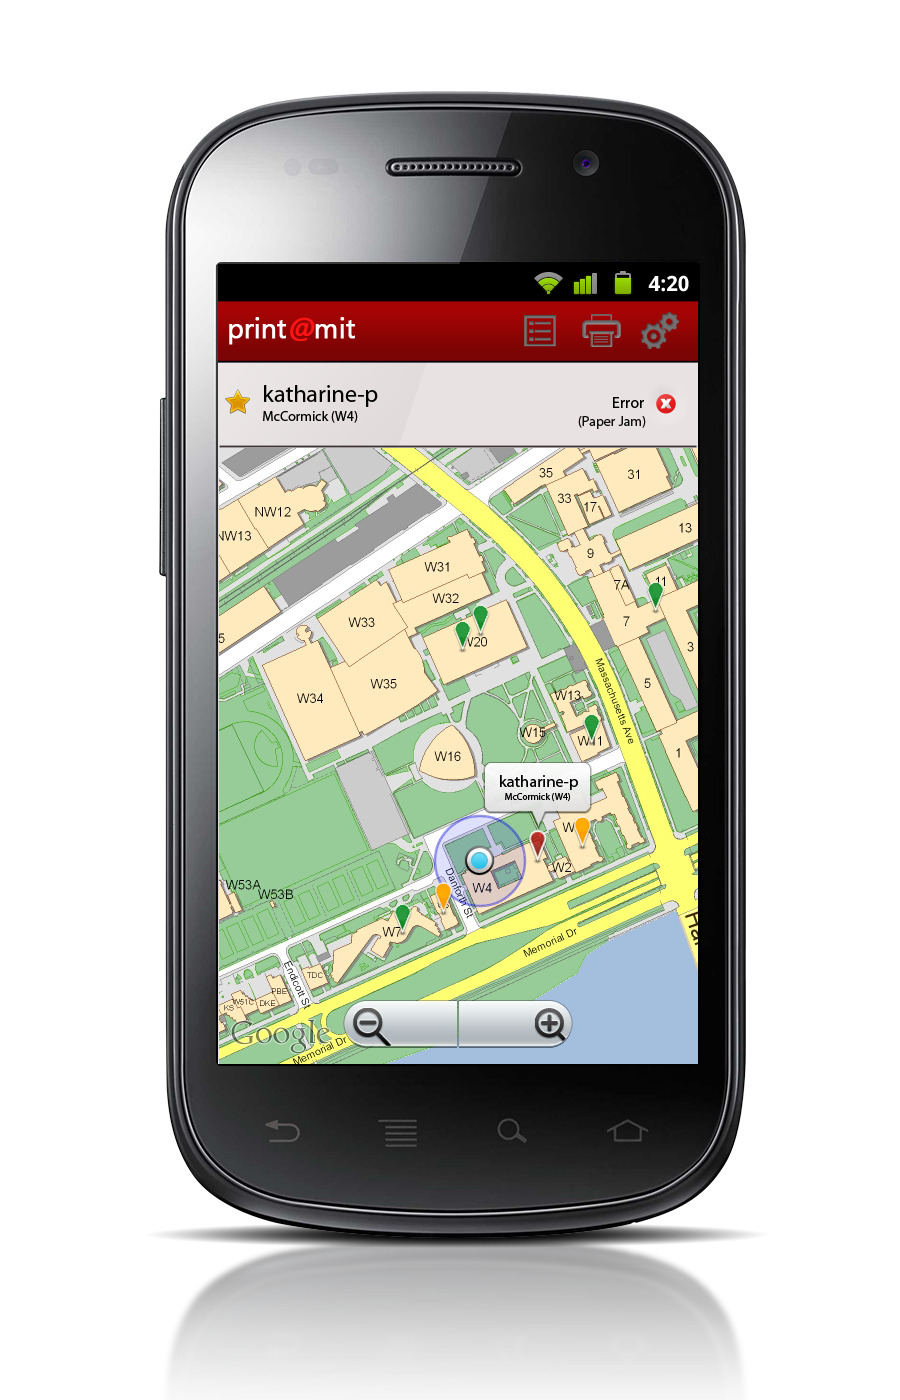 4:20
print@mit
katharine-p
McCormick (W4)
Error
(Paper Jam)
35
31
33
17
NW12
NW13
13
9
W31
7A
11
W32
W33
7
W20
5
3
W35
5
W34
W13
Massachusetts Ave
W15
W11
1
W16
katharine-p
McCormick (W4)
W2
W4
Danforth St
W53A
W53B
W7
Memorial Dr
Endicott St
TDC
PBE
W51C
DKE
KS
Google
Memorial Dr